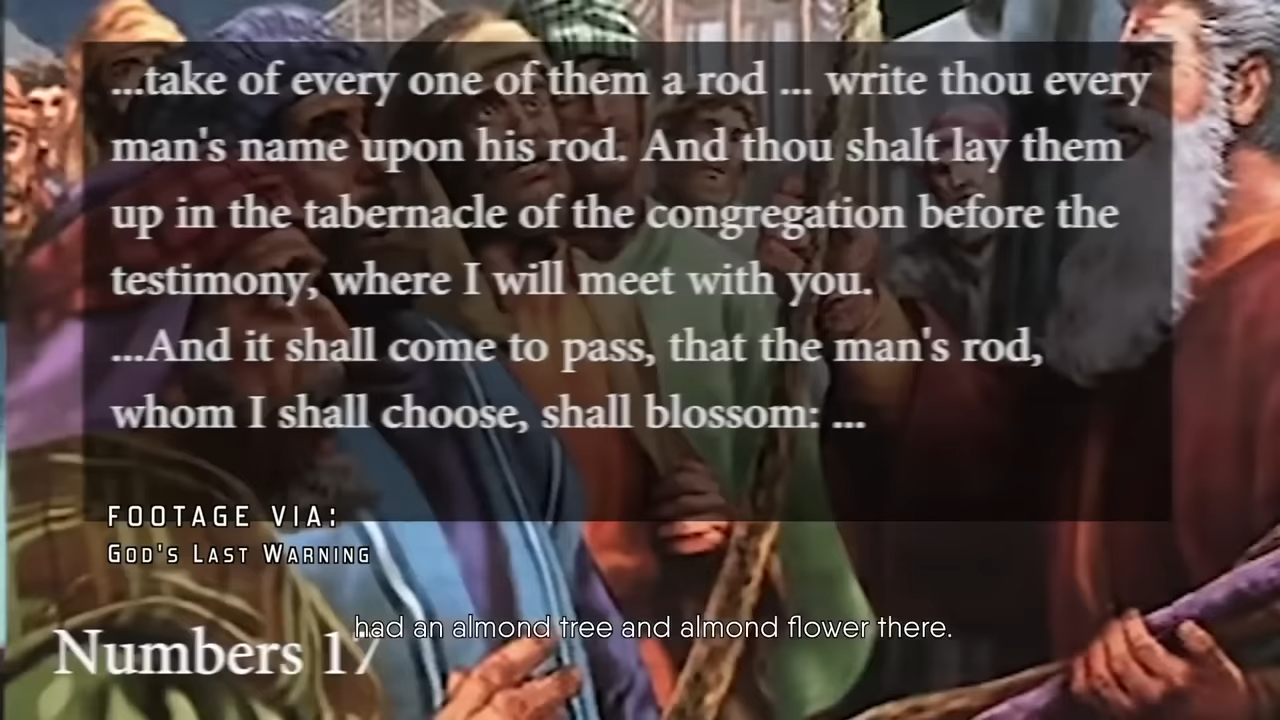 ...take of every one of them a rod ... write thou every
man's name upon his rod. And thou shalt lay them
up in the tabernacle of the congregation before the
testimony, where I will meet with you.
...And it shall come to pass, that the man's rod,
whom I shall choose, shall blossom: ...
FOOTAGE VIA:
GOD'S LAST WARNING
had an almond tree and almond flower there.
Numbers 17